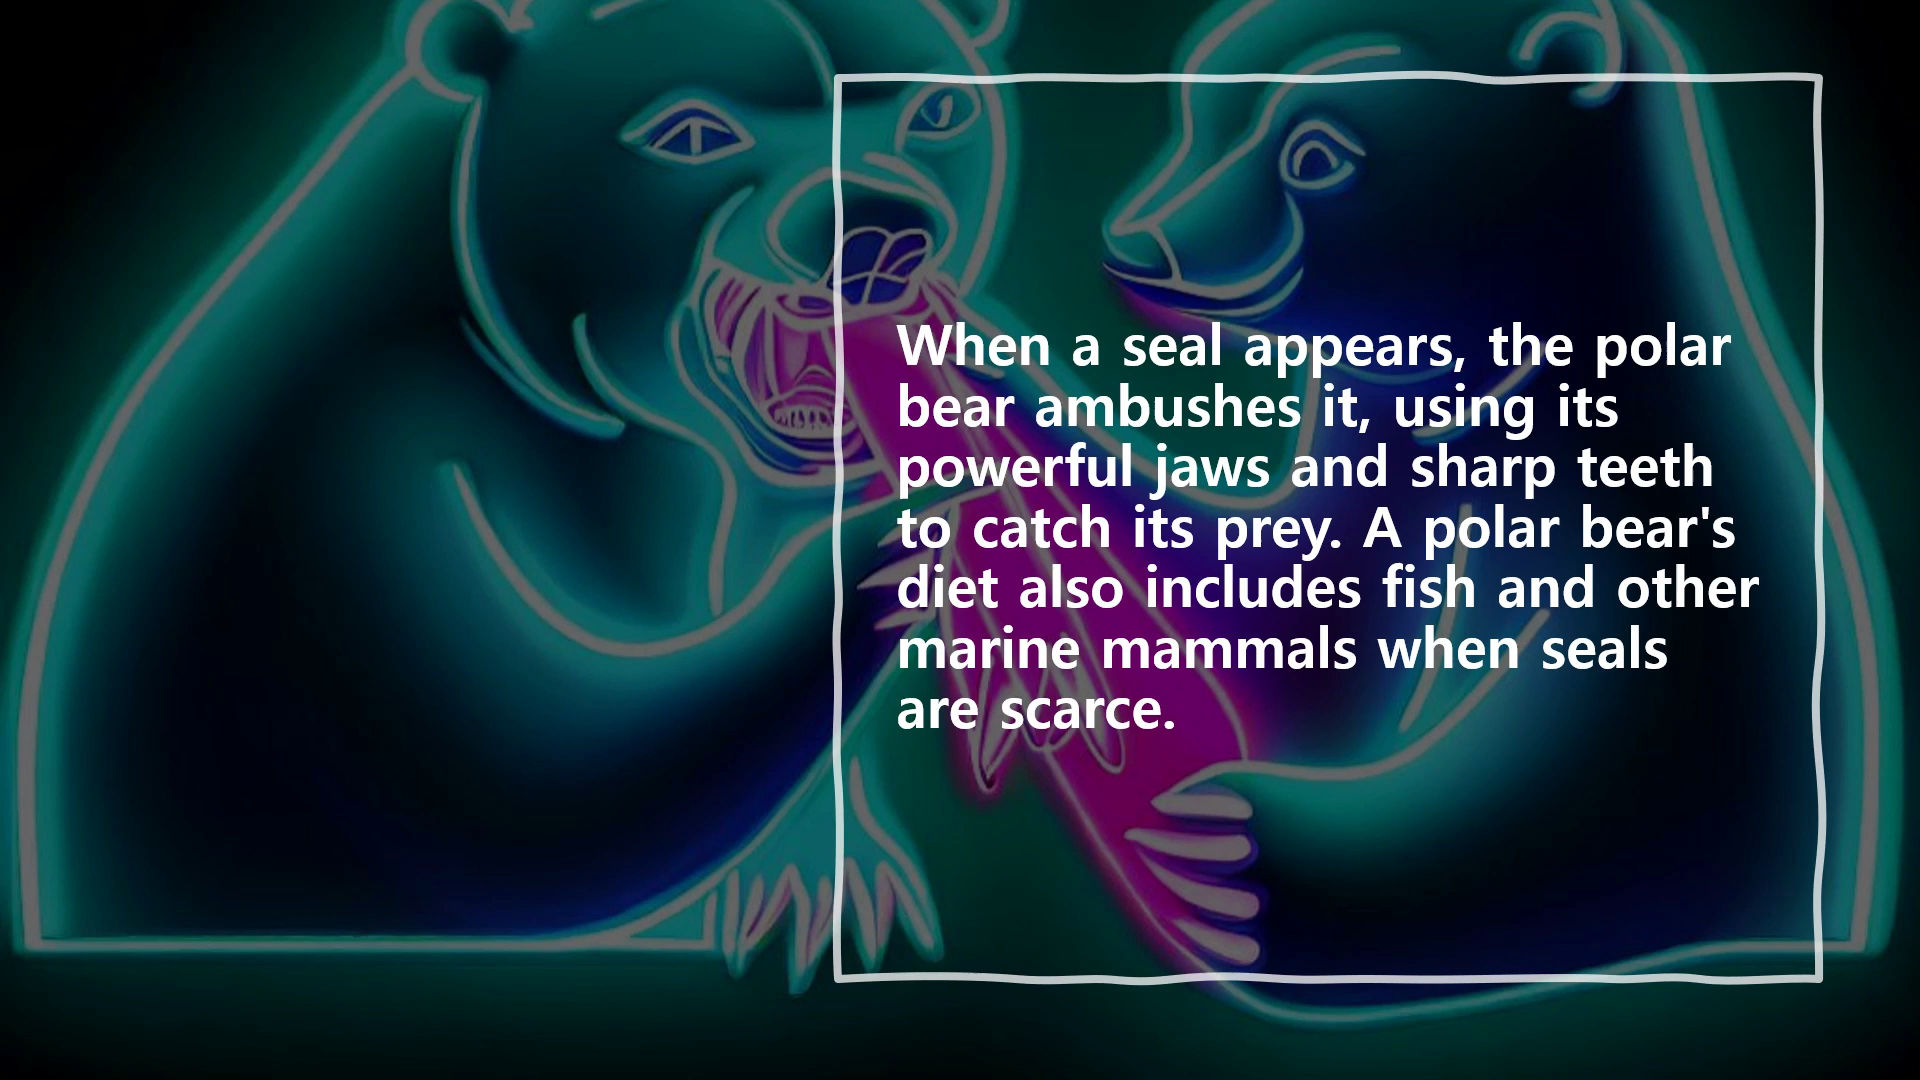 When a seal appears, the polar
bear ambushes it, using its
powerful jaws and sharp teeth
to catch its prey. A polar bear's
diet also includes fish and other
marine mammals when seals
are scarce.